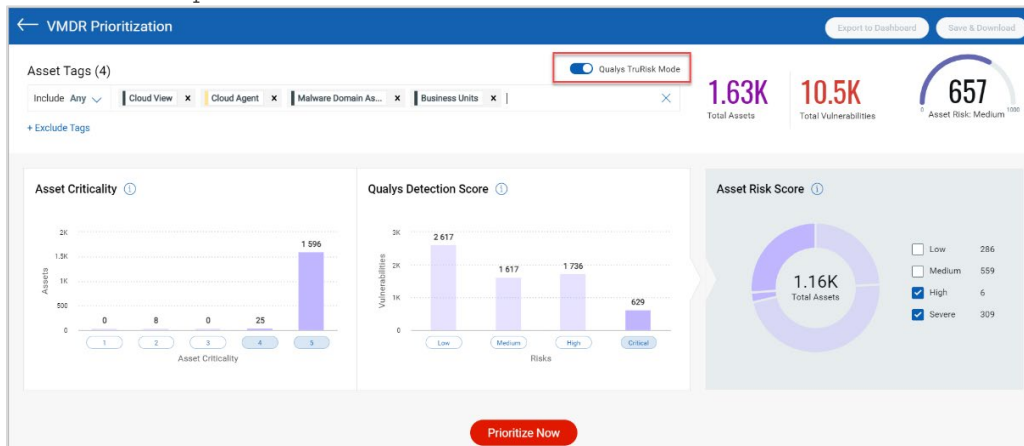 ← VMDR Prioritization
Export to Dashboard
Save & Download
Asset Tags (4)
Qualys TruRisk Mode
Include Any
Cloud View ×
Cloud Agent ×
Malware Domain As... ×
Business Units ×
+ Exclude Tags
1.63K
Total Assets
10.5K
Total Vulnerabilities
657
0
1000
Asset Risk: Medium
Asset Criticality
2K
1.5K
1K
500
0
Assets
0
8
0
25
1 596
1
2
3
4
5
Asset Criticality
Qualys Detection Score
3K
2K
1K
0
Vulnerabilities
2 617
1 617
1 736
629
Low
Medium
High
Critical
Risks
Asset Risk Score
1.16K
Total Assets
Low 286
Medium 559
High 6
Severe 309
Prioritize Now